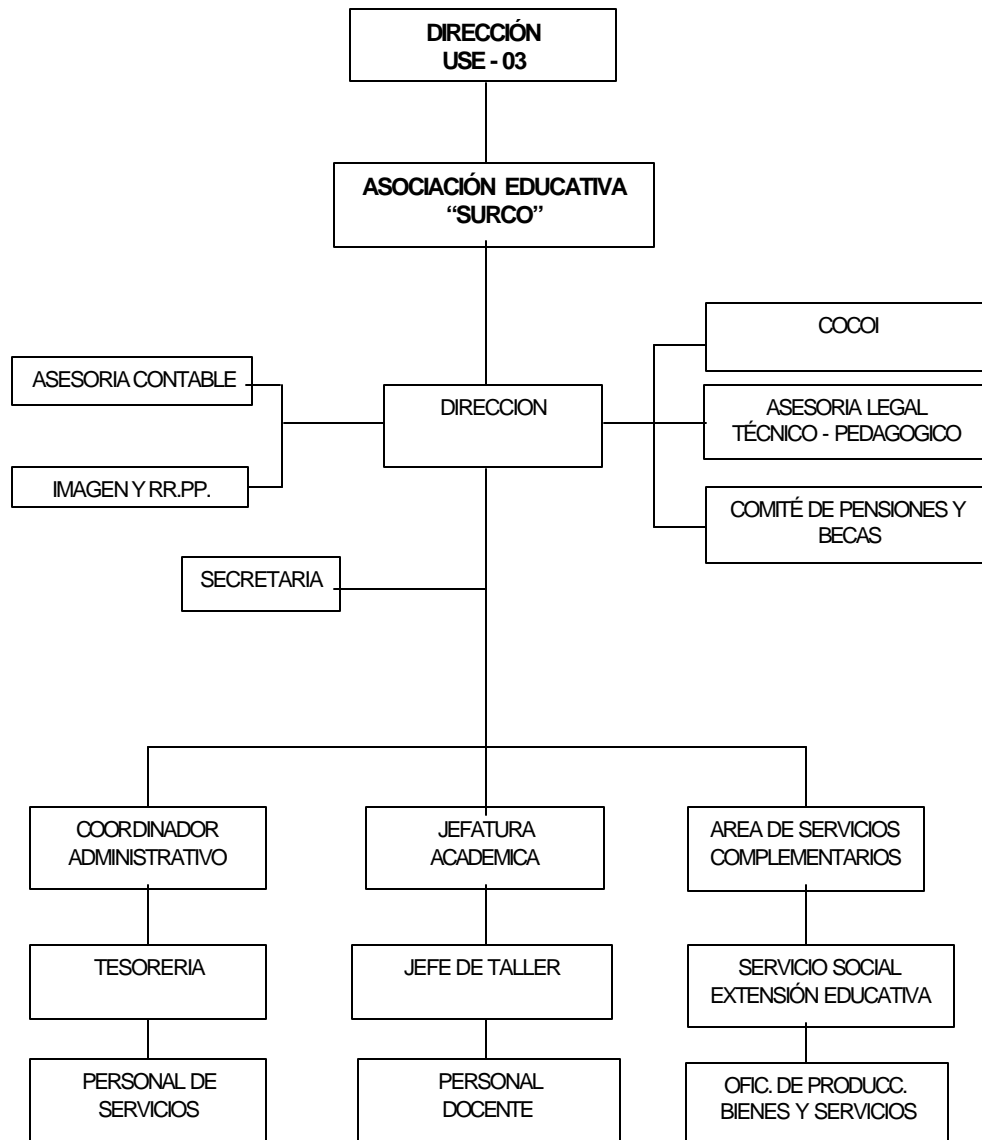 DIRECCIÓN
USE - 03
ASOCIACIÓN EDUCATIVA
“SURCO”
COCOI
ASESORIA CONTABLE
DIRECCION
ASESORIA LEGAL
TÉCNICO - PEDAGOGICO
IMAGEN Y RR.PP.
COMITÉ DE PENSIONES Y
BECAS
SECRETARIA
COORDINADOR
ADMINISTRATIVO
JEFATURA
ACADEMICA
AREA DE SERVICIOS
COMPLEMENTARIOS
TESORERIA
JEFE DE TALLER
SERVICIO SOCIAL
EXTENSIÓN EDUCATIVA
PERSONAL DE
SERVICIOS
PERSONAL
DOCENTE
OFIC. DE PRODUCC.
BIENES Y SERVICIOS